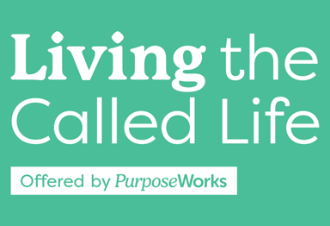 Living the
Called Life
Offered by PurposeWorks